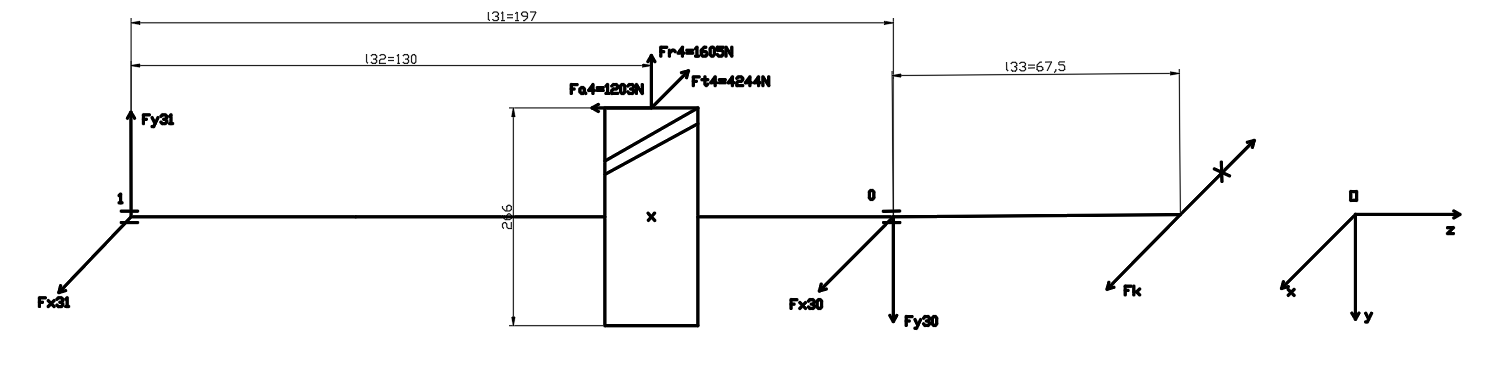 l31=197
l32=130
Fr4=1605N
l33=67,5
Ft4=4244N
Fa4=1203N
Fy31
1
0
266
x
z
Fx31
Fx30
Fk
x
Fy30
y